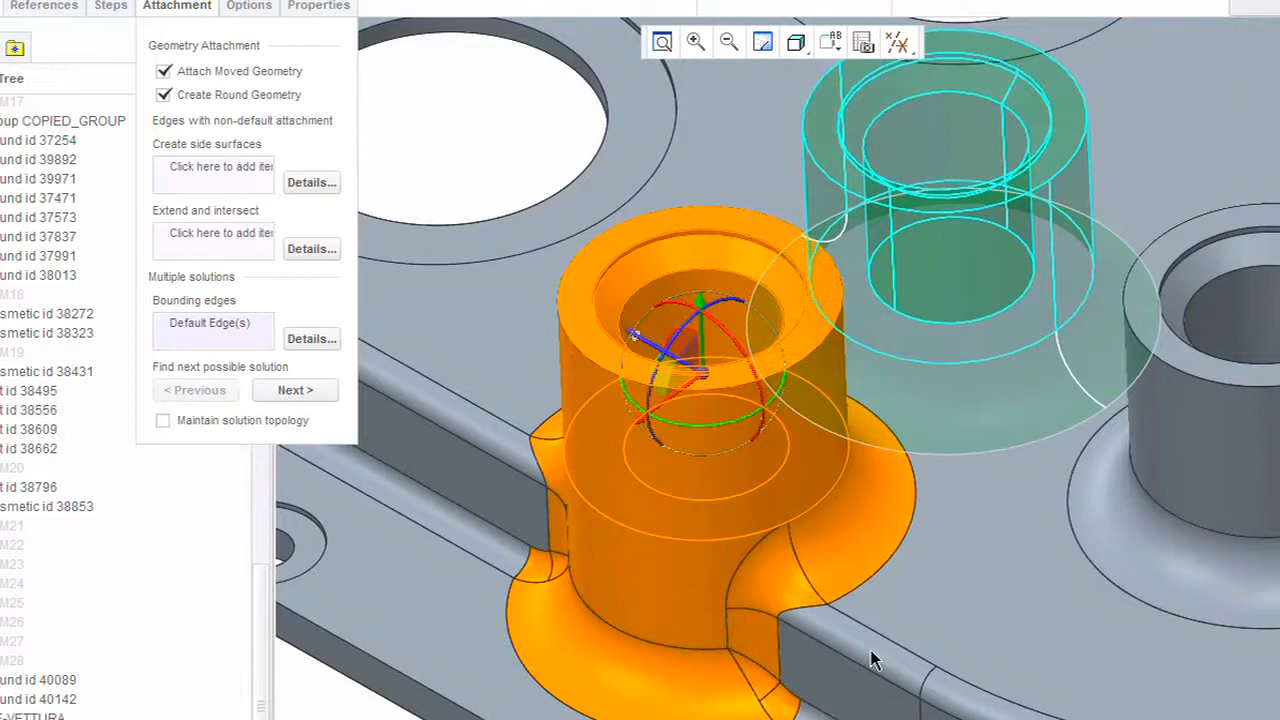 References Steps Attachment Options Properties
Geometry Attachment
Attach Moved Geometry
Create Round Geometry
Edges with non-default attachment
Create side surfaces
Click here to add iter
Details...
Extend and intersect
Click here to add iter
Details...
Multiple solutions
Bounding edges
Default Edge(s)
Details...
Find next possible solution
< Previous Next >
Maintain solution topology
Tree
M17
oup COPIED_GROUP
und id 37254
und id 39892
und id 39971
und id 37471
und id 37573
und id 37837
und id 37991
und id 38013
M18
smetic id 38272
smetic id 38323
M19
smetic id 38431
t id 38495
t id 38556
t id 38609
t id 38662
M20
t id 38796
smetic id 38853
M21
M22
M23
M24
M25
M26
M27
M28
und id 40089
und id 40142
E-VETTURA
AB